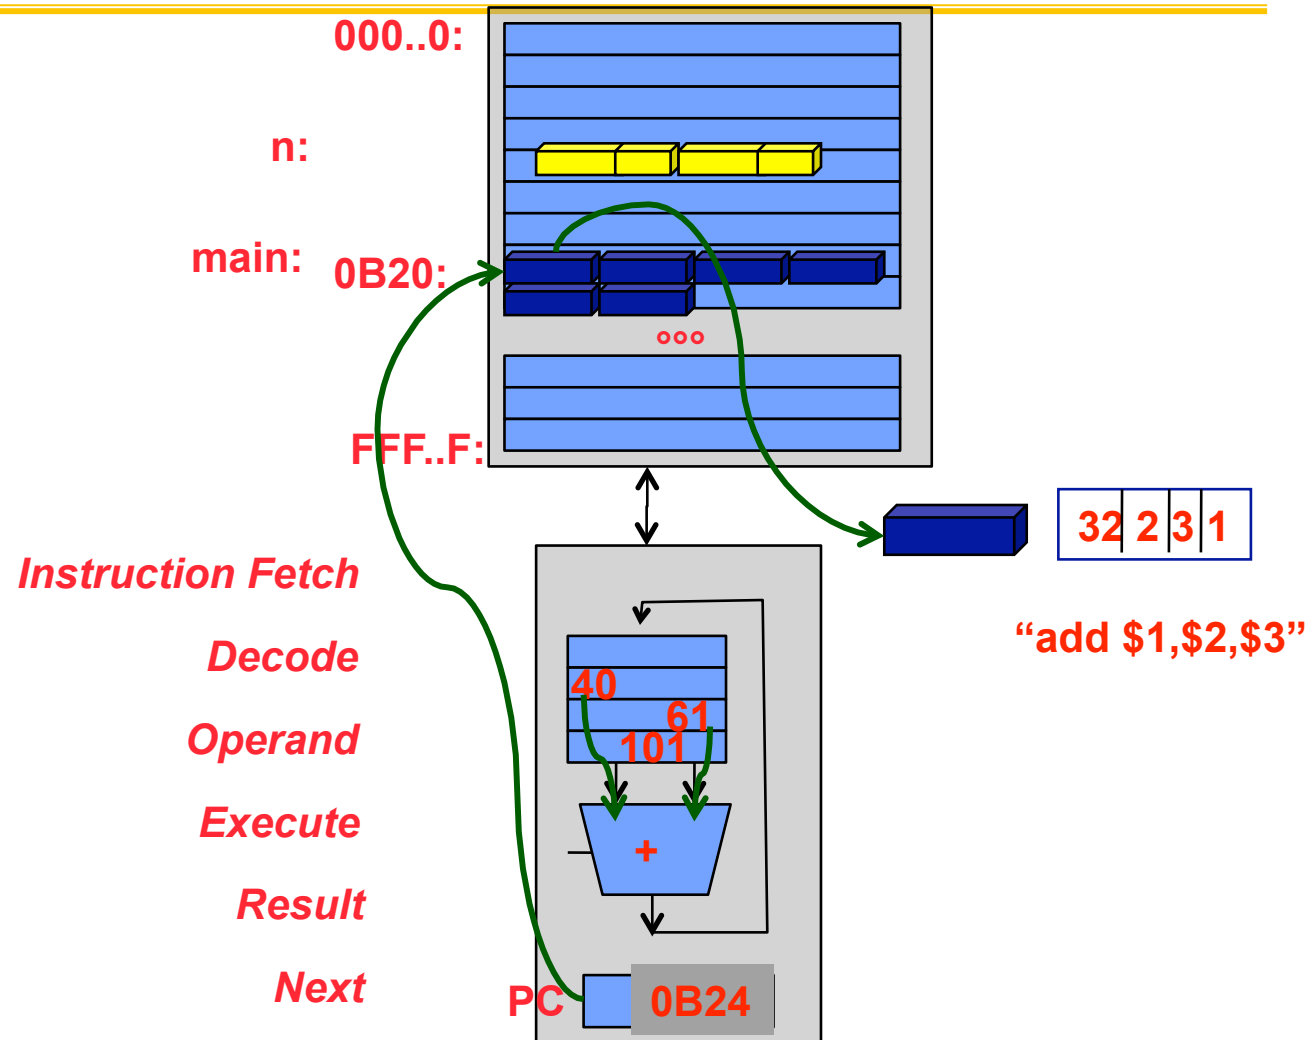 000..0:
n:
main: 0B20:
°°°
FFF..F:
32 2 3 1
Instruction Fetch
“add $1,$2,$3”
Decode
40
61
Operand
101
Execute
+
Result
Next
PC 0B24